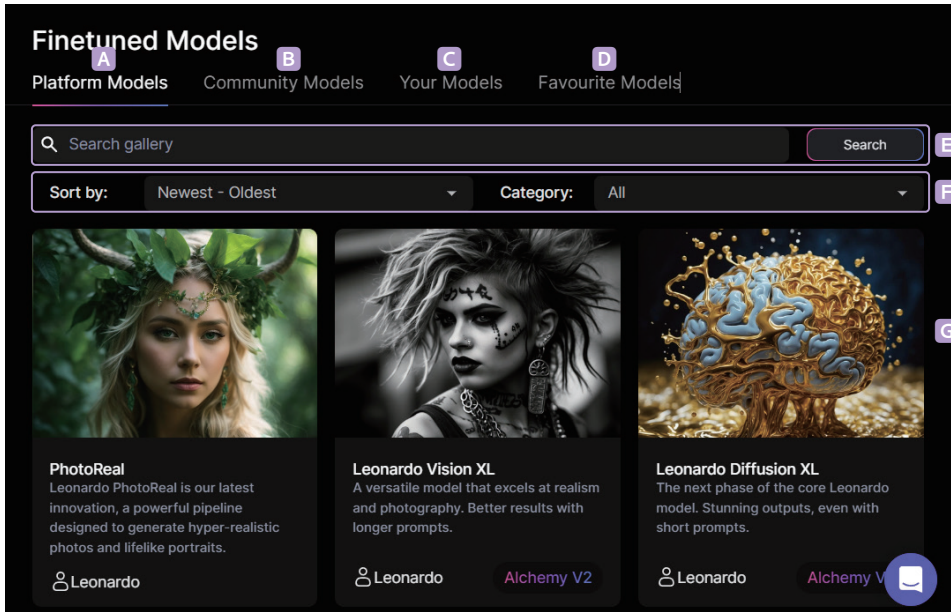 Finetuned Models
A B C D
Platform Models Community Models Your Models Favourite Models
Search gallery Search E
Sort by: Newest - Oldest Category: All F
G
PhotoReal
Leonardo PhotoReal is our latest
innovation, a powerful pipeline
designed to generate hyper-realistic
photos and lifelike portraits.
Leonardo
Leonardo Vision XL
A versatile model that excels at realism
and photography. Better results with
longer prompts.
Leonardo Alchemy V2
Leonardo Diffusion XL
The next phase of the core Leonardo
model. Stunning outputs, even with
short prompts.
Leonardo Alchemy V